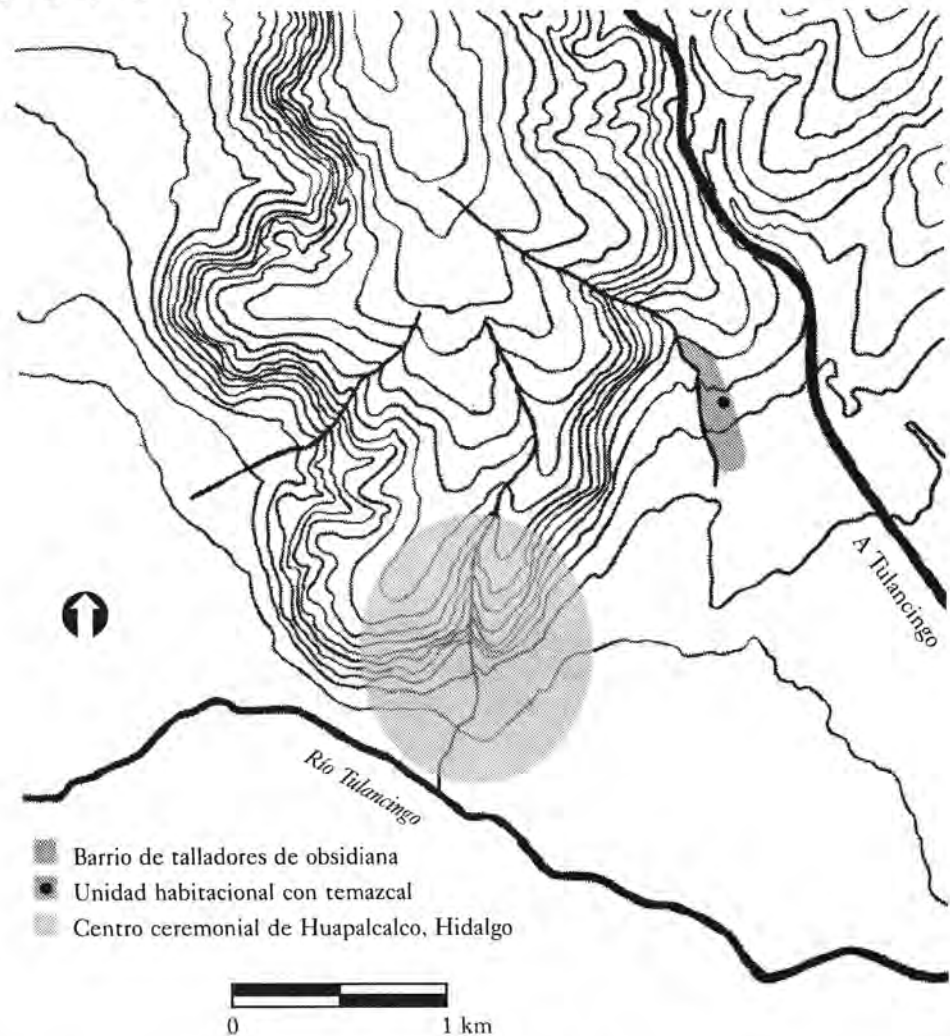 A Tulancingo
Río Tulancingo
Barrio de talladores de obsidiana
Unidad habitacional con temazcal
Centro ceremonial de Huapalcalco, Hidalgo
0 1 km